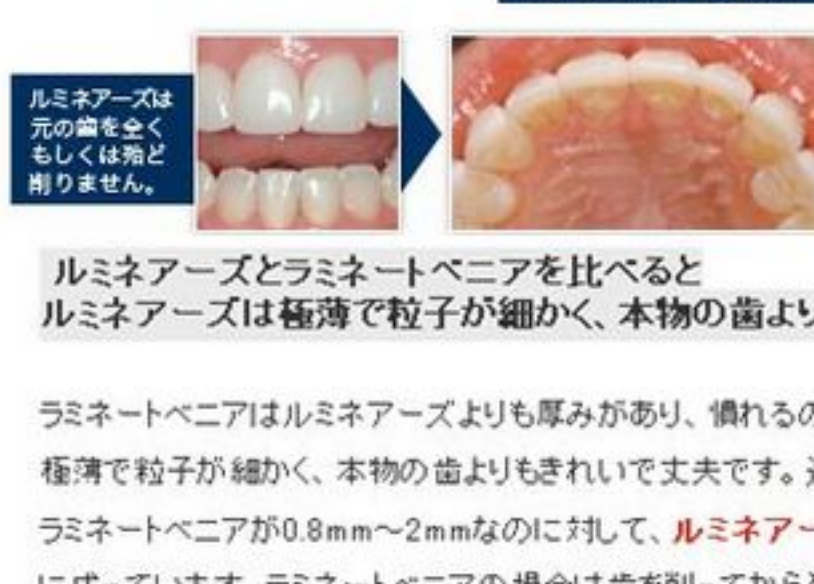 ルミネアーズは
元の歯を全く
もしくは殆ど
削りません。
ルミネアーズとラミネートベニアを比べると
ルミネアーズは極薄で粒子が細かく、本物の歯より
ラミネートベニアはルミネアーズよりも厚みがあり、慣れるの
極薄で粒子が細かく、本物の歯よりもきれいで丈夫です。
ラミネートベニアが0.8mm～2mmなのに対して、ルミネアー